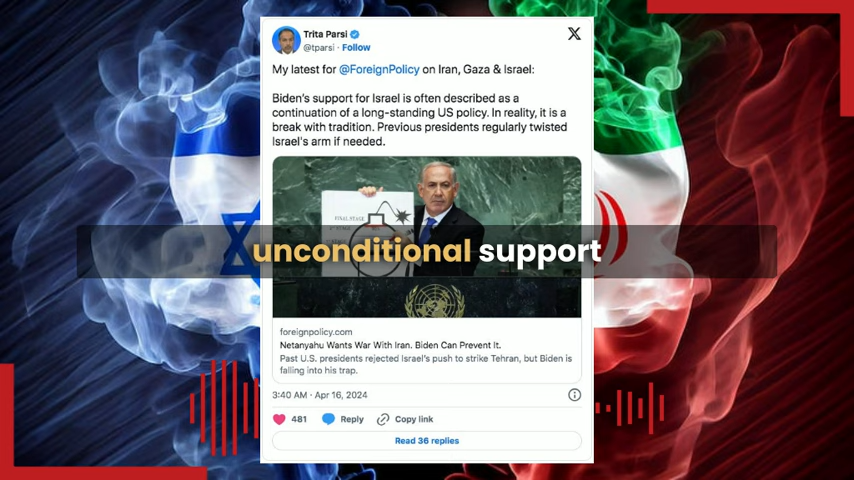 Trita Parsi
@tparsi · Follow
X
My latest for @ForeignPolicy on Iran, Gaza & Israel:
Biden's support for Israel is often described as a
continuation of a long-standing US policy. In reality, it is a
break with tradition. Previous presidents regularly twisted
Israel's arm if needed.
FINAL STAGE
unconditional support
foreignpolicy.com
Netanyahu Wants War With Iran. Biden Can Prevent It.
Past U.S. presidents rejected Israel's push to strike Tehran, but Biden is
falling into his trap.
3:40 AM · Apr 16, 2024
481 Reply Copy link
Read 36 replies